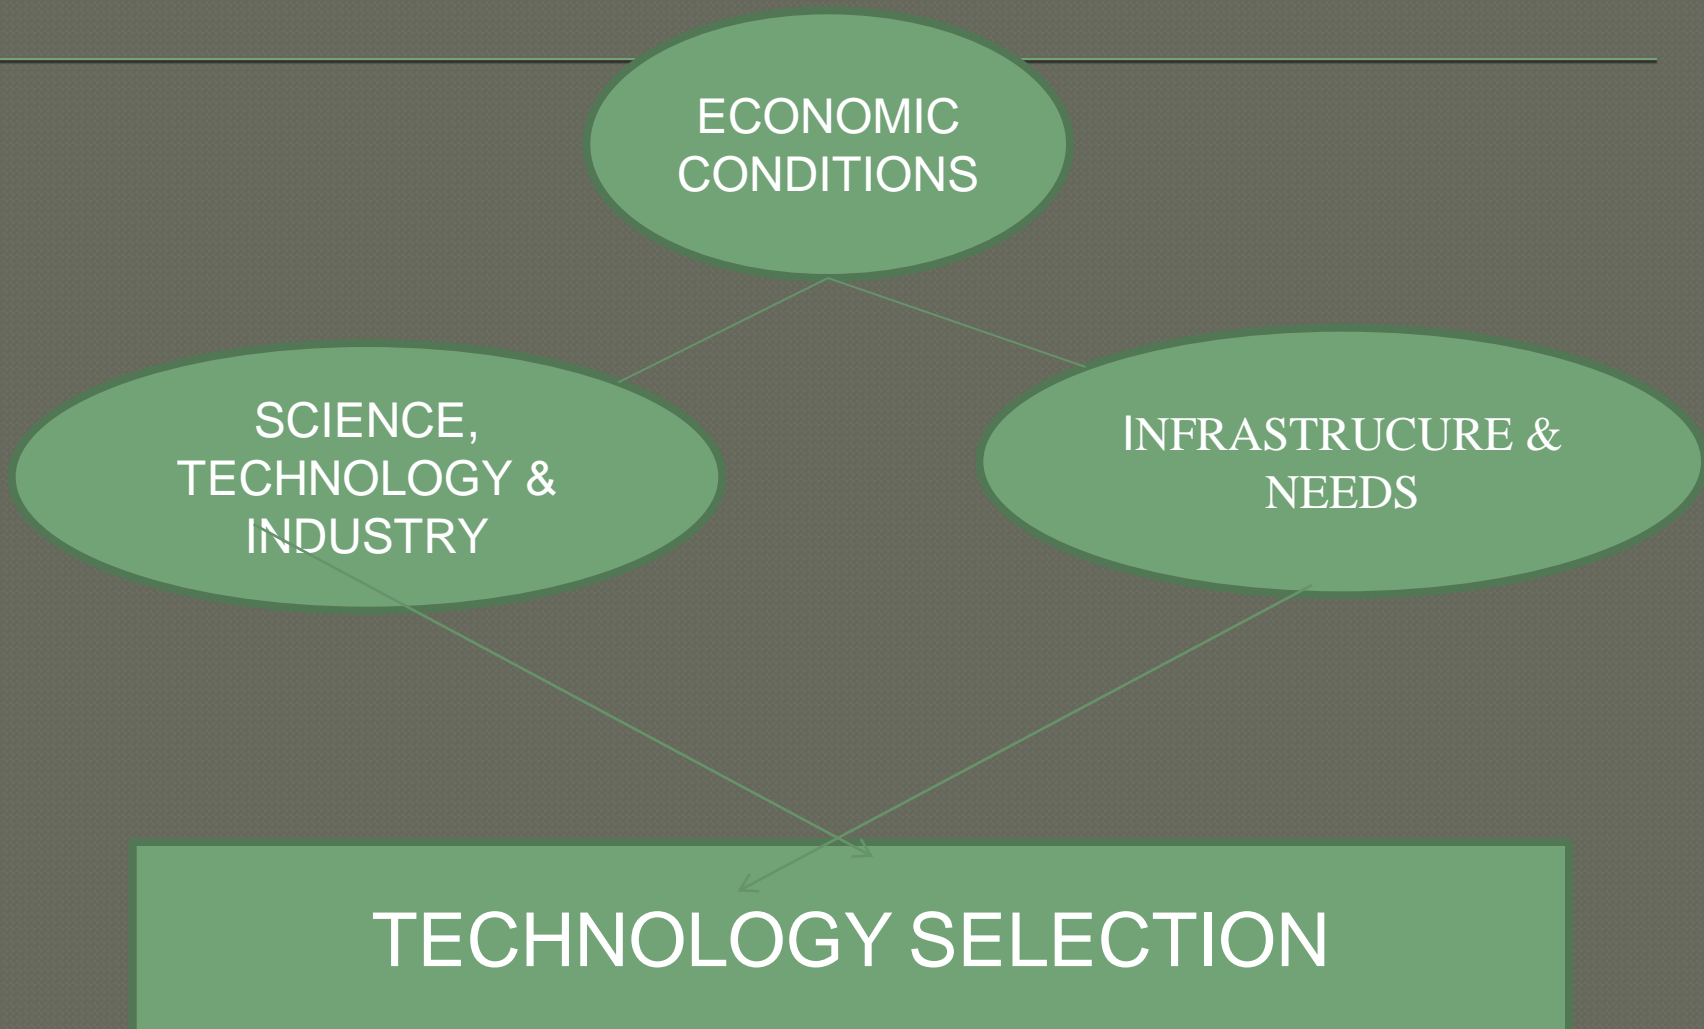 ECONOMIC
CONDITIONS
SCIENCE,
TECHNOLOGY &
INDUSTRY
INFRASTRUCURE &
NEEDS
TECHNOLOGY SELECTION